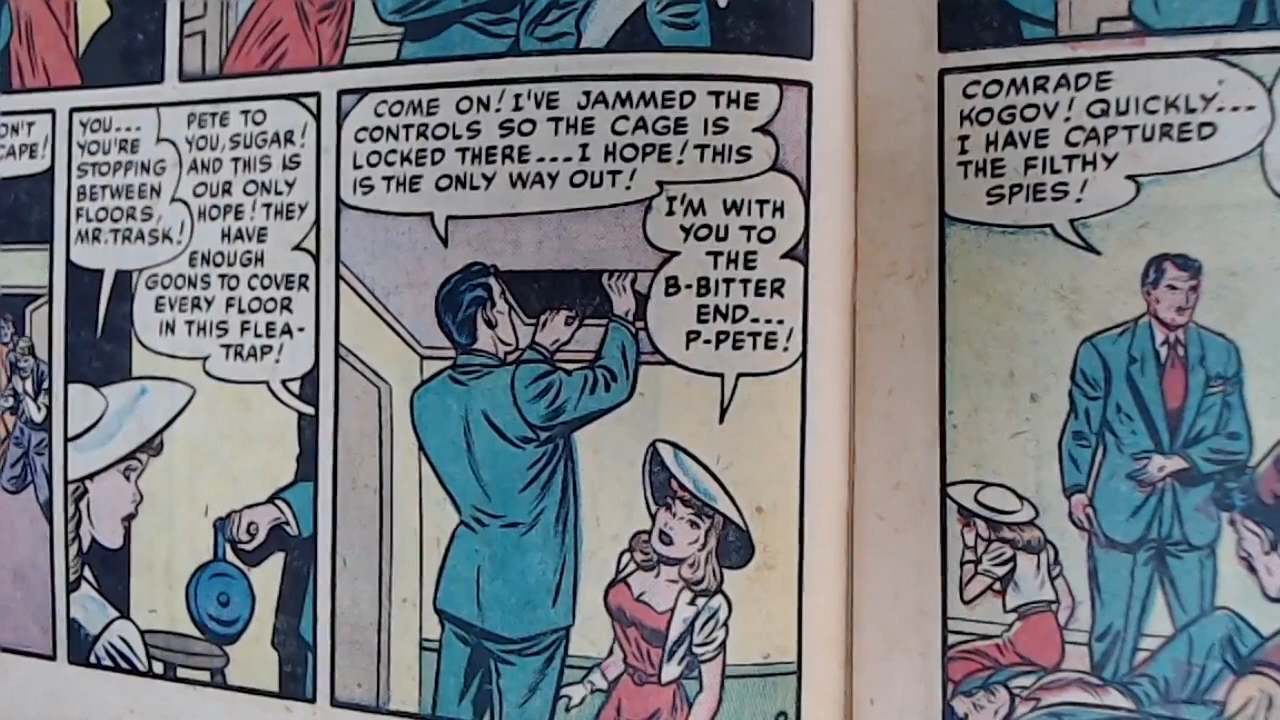 ON'T
CAPE!
YOU...
YOU'RE
STOPPING
BETWEEN
FLOORS,
MR. TRASK!
PETE TO
YOU, SUGAR!
AND THIS IS
OUR ONLY
HOPE! THEY
HAVE
ENOUGH
GOONS TO COVER
EVERY FLOOR
IN THIS FLEA-
TRAP!
COME ON! I'VE JAMMED THE
CONTROLS SO THE CAGE IS
LOCKED THERE... I HOPE! THIS
IS THE ONLY WAY OUT!
I'M WITH
YOU TO
THE
B-BITTER
END...
P-PETE!
COMRADE
KOGOV! QUICKLY...
I HAVE CAPTURED
THE FILTHY
SPIES!